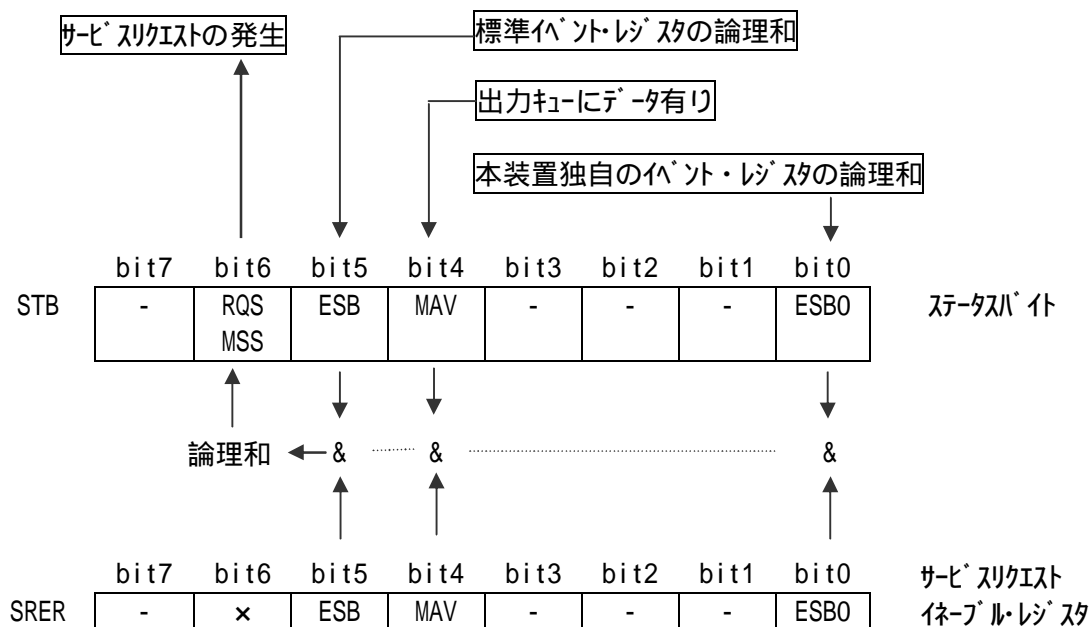 ｻｰﾋﾞｽﾘｸｴｽﾄの発生
標準ｲﾍﾞﾝﾄ・ﾚｼﾞｽﾀの論理和
出力ｷｭｰにﾃﾞｰﾀ有り
本装置独自のｲﾍﾞﾝﾄ・ﾚｼﾞｽﾀの論理和
bit7 bit6 bit5 bit4 bit3 bit2 bit1 bit0
STB - RQS ESB MAV - - - ESB0 ｽﾃｰﾀｽﾊﾞｲﾄ
MSS
論理和 & & &
bit7 bit6 bit5 bit4 bit3 bit2 bit1 bit0 ｻｰﾋﾞｽﾘｸｴｽﾄ
SRER - × ESB MAV - - - ESB0 ｲﾈｰﾌﾞﾙ・ﾚｼﾞｽﾀ